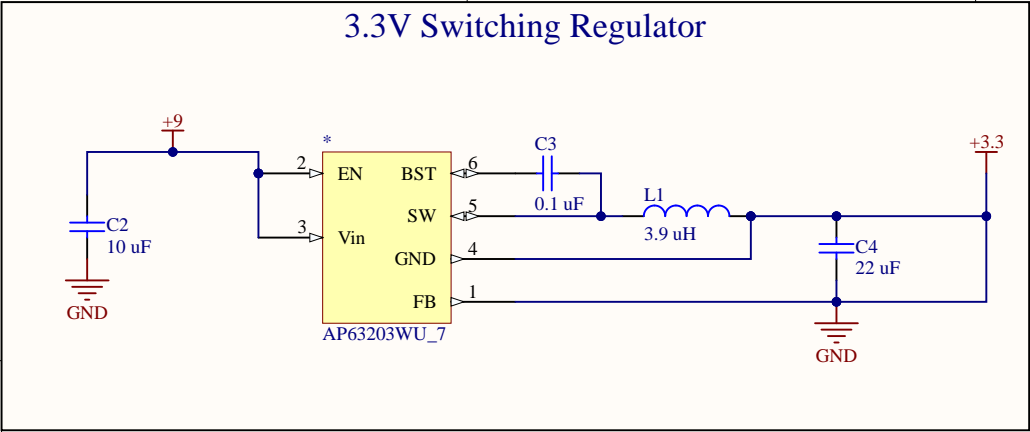 3.3V Switching Regulator
+9
*
C3
+3.3
2
EN
BST
6
0.1 uF
L1
C2
10 uF
SW
5
3.9 uH
3
Vin
GND
4
C4
22 uF
FB
1
GND
AP63203WU_7
GND